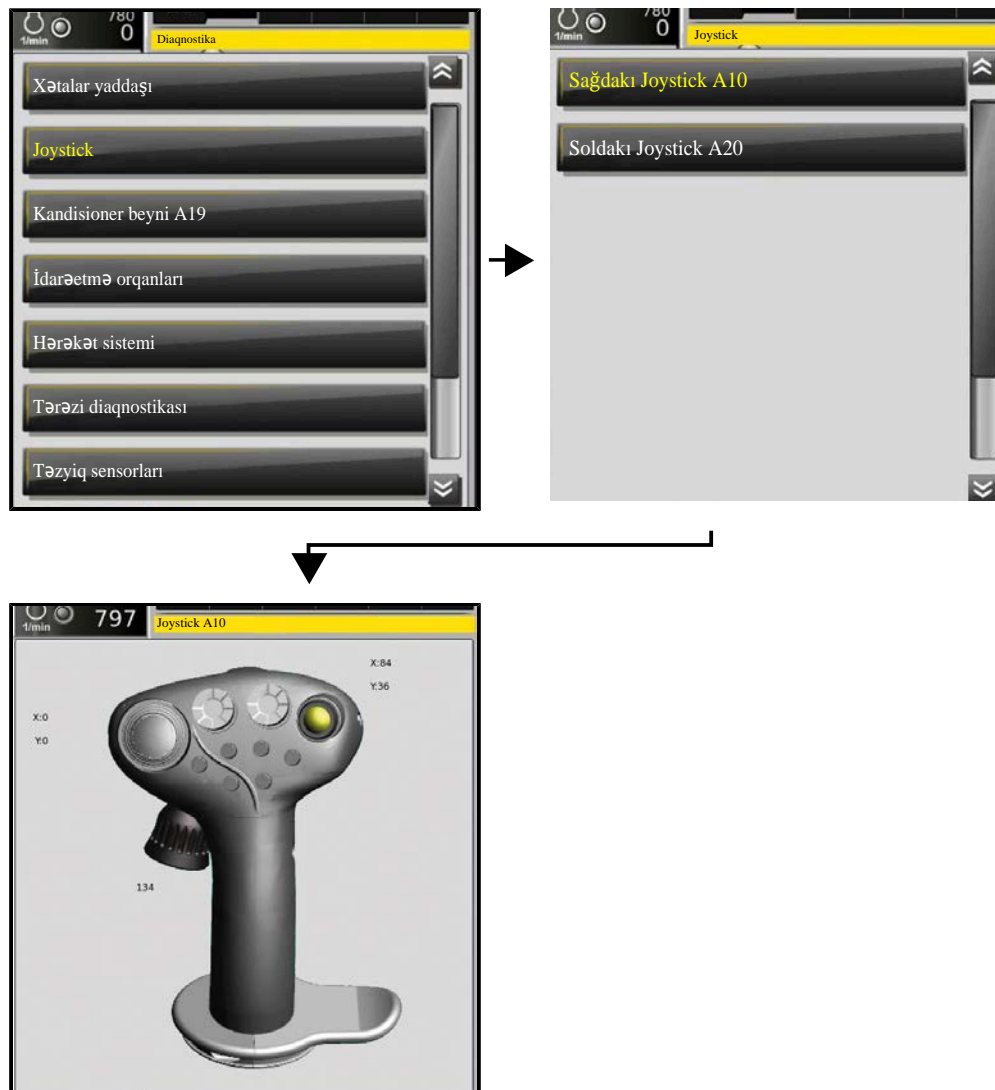 780
1/min
0
Diaqnostika
Xətalar yaddaşı
Joystick
Kandisioner beyni A19
İdarəetmə orqanları
Hərəkət sistemi
Tərəzi diaqnostikası
Təzyiq sensorları
780
1/min
0
Joystick
Sağdakı Joystick A10
Soldakı Joystick A20
1/min
797
Joystick A10
X:84
Y:36
X:0
Y:0
134